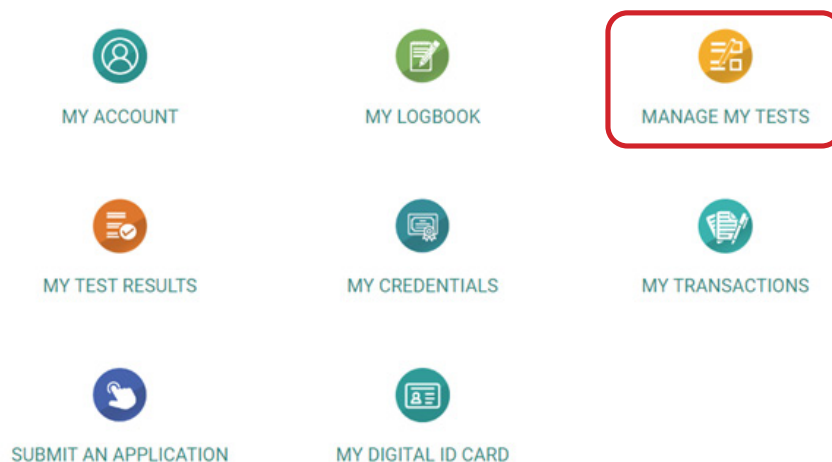 MY ACCOUNT
MY LOGBOOK
MANAGE MY TESTS
MY TEST RESULTS
MY CREDENTIALS
MY TRANSACTIONS
SUBMIT AN APPLICATION
MY DIGITAL ID CARD